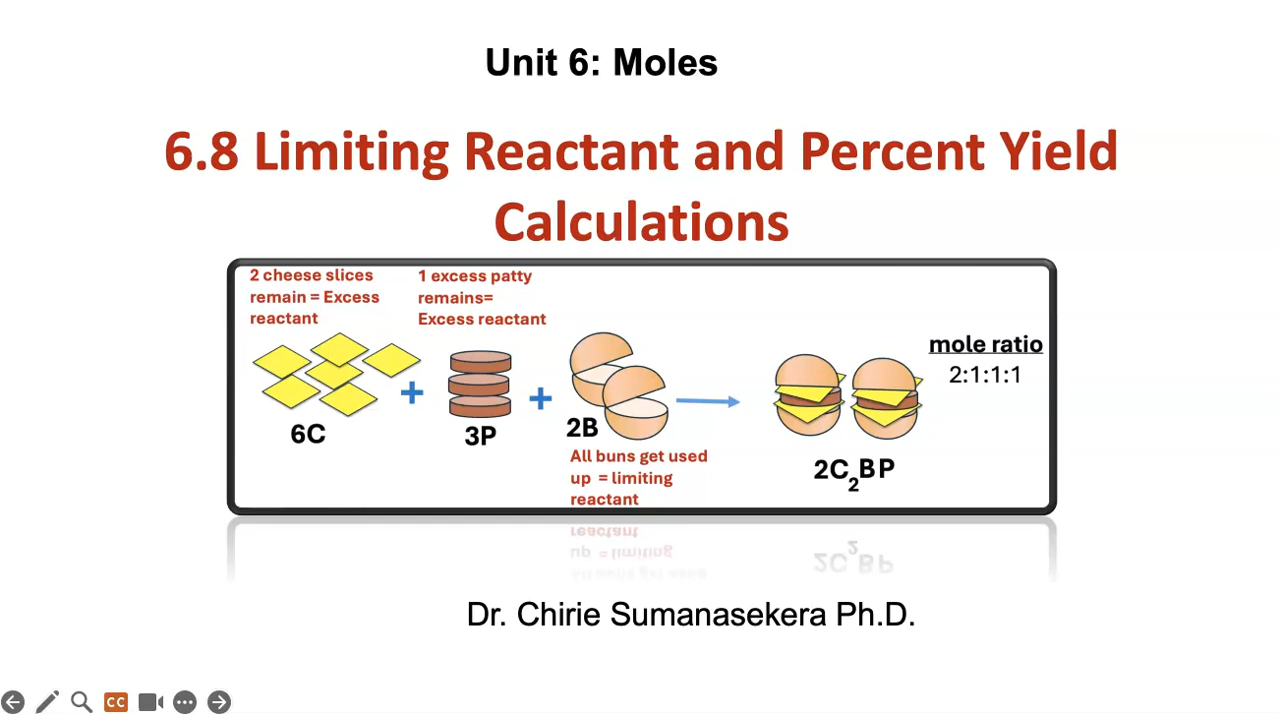 Unit 6: Moles
6.8 Limiting Reactant and Percent Yield
Calculations
2 cheese slices
remain = Excess
reactant
1 excess patty
remains=
Excess reactant
mole ratio
2:1:1:1
6C
+
3P
+
2B
2C2BP
All buns get used
up = limiting
reactant
Dr. Chirie Sumanasekera Ph.D.
CC